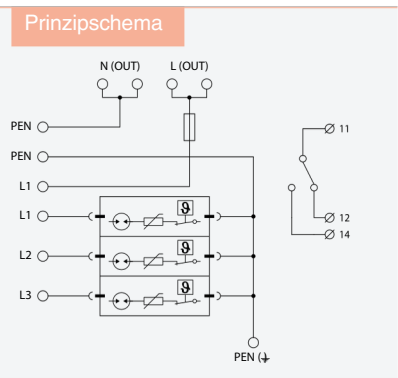 Prinzipschema
N (OUT) L (OUT)
PEN
PEN
L1
L1
L2
L3
ϑ
ϑ
ϑ
11
12
14
PEN (⏚)